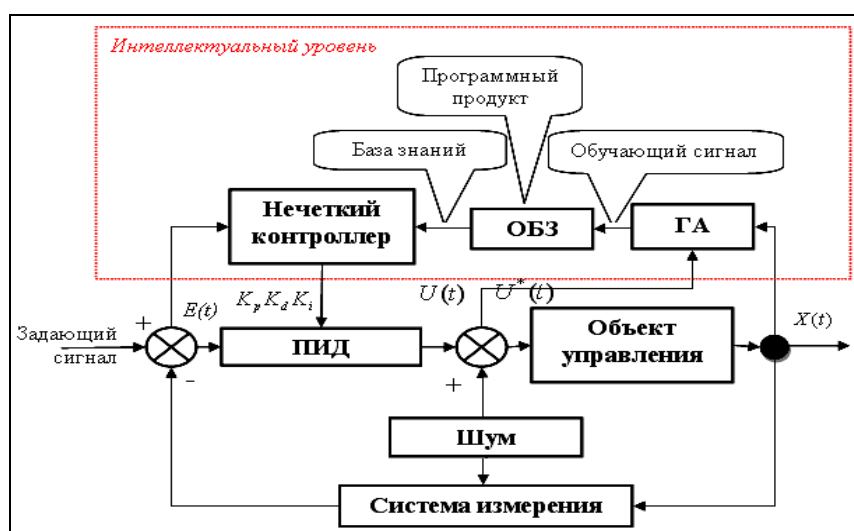 Интеллектуальный уровень
Программный
продукт
База знаний
Обучающий сигнал
Нечеткий
контроллер
ОБЗ
ГА
E(t)
K_p K_d K_i
U(t)
U*(t)
X(t)
+
Задающий
сигнал
ПИД
Объект
управления
-
+
Шум
Система измерения